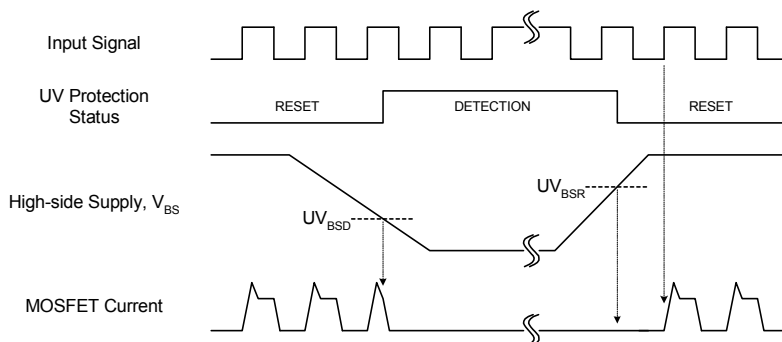 Input Signal
UV Protection
Status
RESET
DETECTION
RESET
High-side Supply, V_BS
UV_BSD
UV_BSR
MOSFET Current